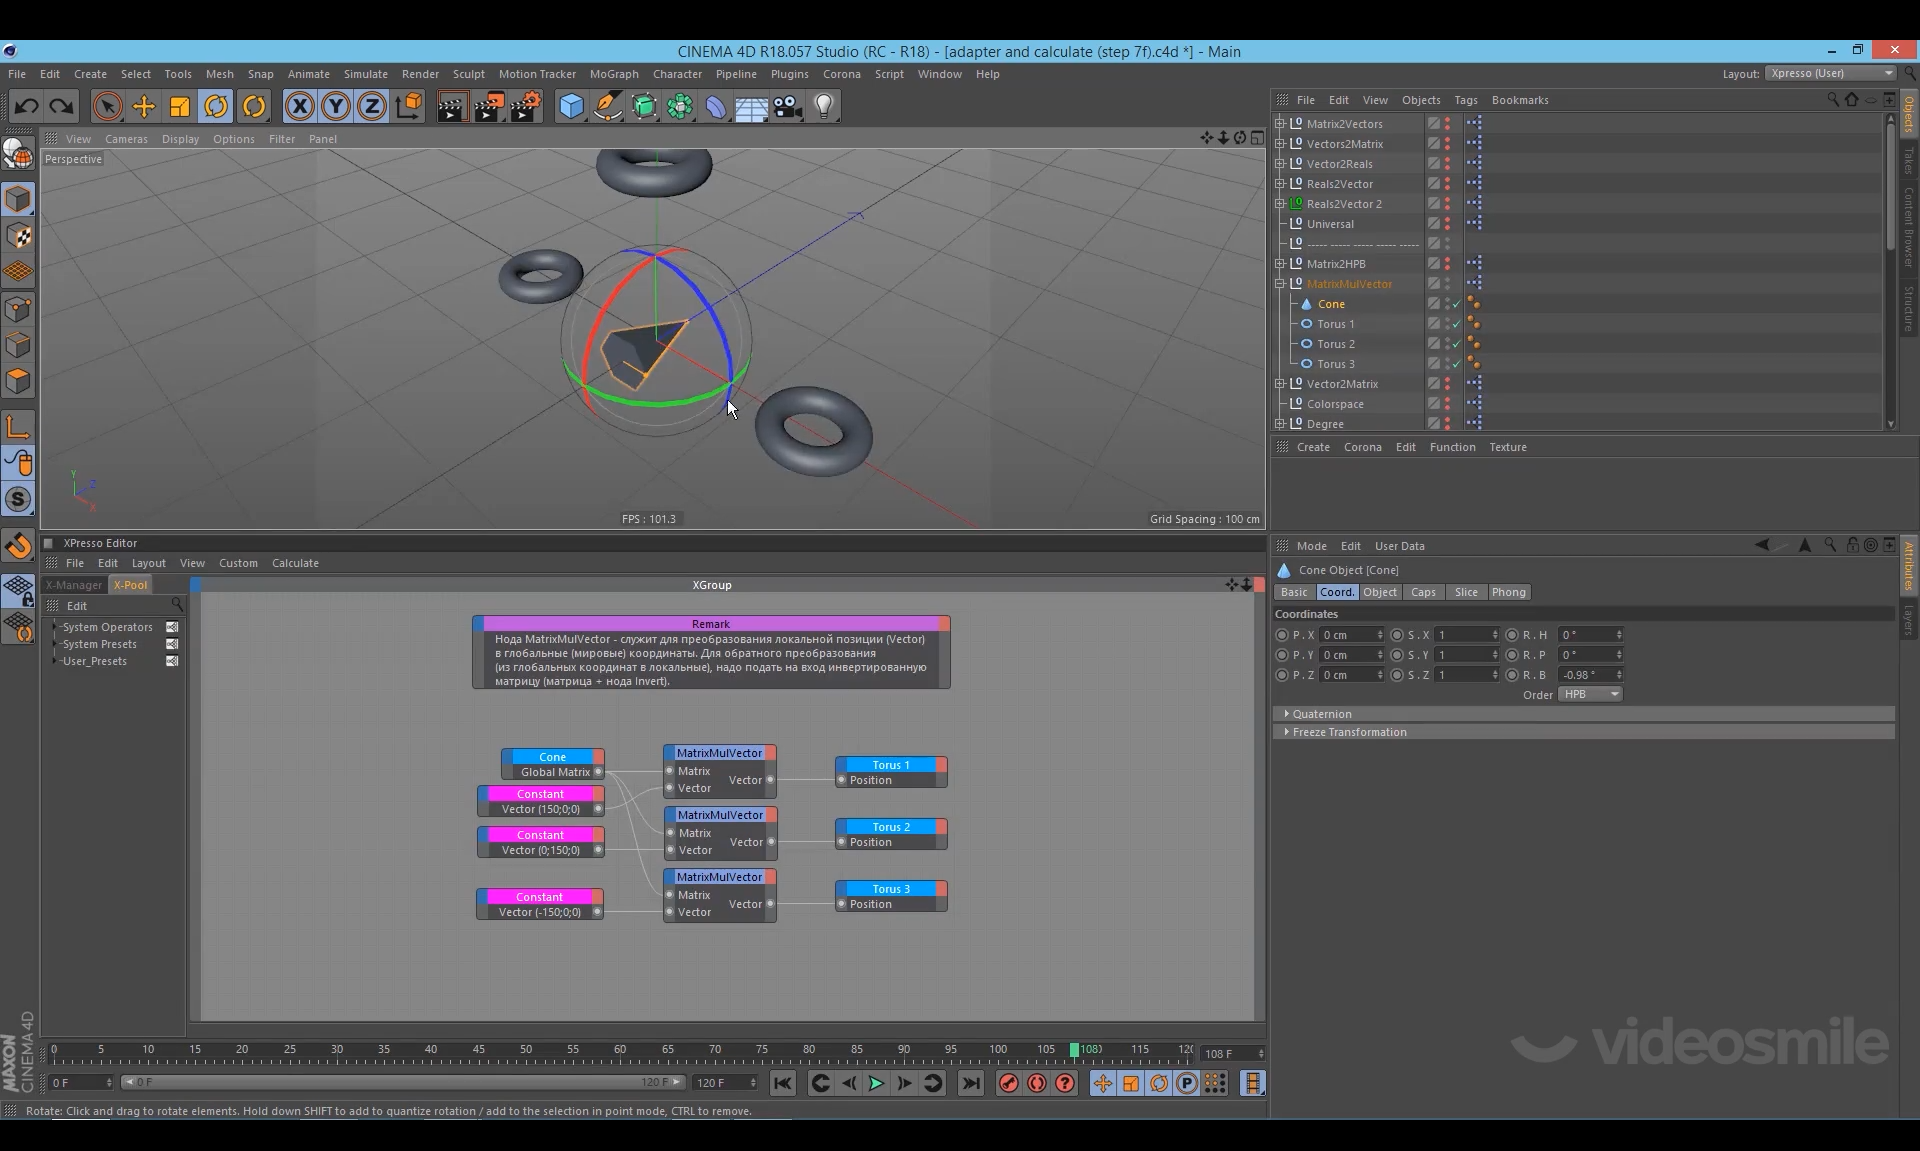 CINEMA 4D R18.057 Studio (RC - R18) - [adapter and calculate (step 7f).c4d *] - Main
File Edit Create Select Tools Mesh Snap Animate Simulate Render Sculpt Motion Tracker MoGraph Character Pipeline Plugins Corona Script Window Help
Layout: Xpresso (User)
X Y Z
View Cameras Display Options Filter Panel
Perspective
Y
Z
X
FPS : 101.3
Grid Spacing : 100 cm
File Edit View Objects Tags Bookmarks
Matrix2Vectors
Vectors2Matrix
Vector2Reals
Reals2Vector
Reals2Vector 2
Universal
----- ----- ----- ----- -----
Matrix2HPB
MatrixMulVector
Cone
Torus 1
Torus 2
Torus 3
Vector2Matrix
Colorspace
Degree
Objects
Takes
Content Browser
Structure
Create Corona Edit Function Texture
XPresso Editor
File Edit Layout View Custom Calculate
X-Manager X-Pool
Edit
System Operators
System Presets
User_Presets
XGroup
Remark
Нода MatrixMulVector - служит для преобразования локальной позиции (Vector)
в глобальные (мировые) координаты. Для обратного преобразования
(из глобальных координат в локальные), надо подать на вход инвертированную
матрицу (матрица + нода Invert).
Cone
Global Matrix
Constant
Vector (150;0;0)
Constant
Vector (0;150;0)
Constant
Vector (-150;0;0)
MatrixMulVector
Matrix
Vector
Vector
MatrixMulVector
Matrix
Vector
Vector
MatrixMulVector
Matrix
Vector
Vector
Torus 1
Position
Torus 2
Position
Torus 3
Position
Mode Edit User Data
Cone Object [Cone]
Basic Coord. Object Caps Slice Phong
Coordinates
P . X 0 cm S . X 1 R . H 0 °
P . Y 0 cm S . Y 1 R . P 0 °
P . Z 0 cm S . Z 1 R . B -0.98 °
Order HPB
Quaternion
Freeze Transformation
Attributes
Layers
videosmile
MAXON
CINEMA 4D
0 5 10 15 20 25 30 35 40 45 50 55 60 65 70 75 80 85 90 95 100 105 108 115 120
108 F
0 F
0 F
120 F
120 F
Rotate: Click and drag to rotate elements. Hold down SHIFT to add to quantize rotation / add to the selection in point mode, CTRL to remove.